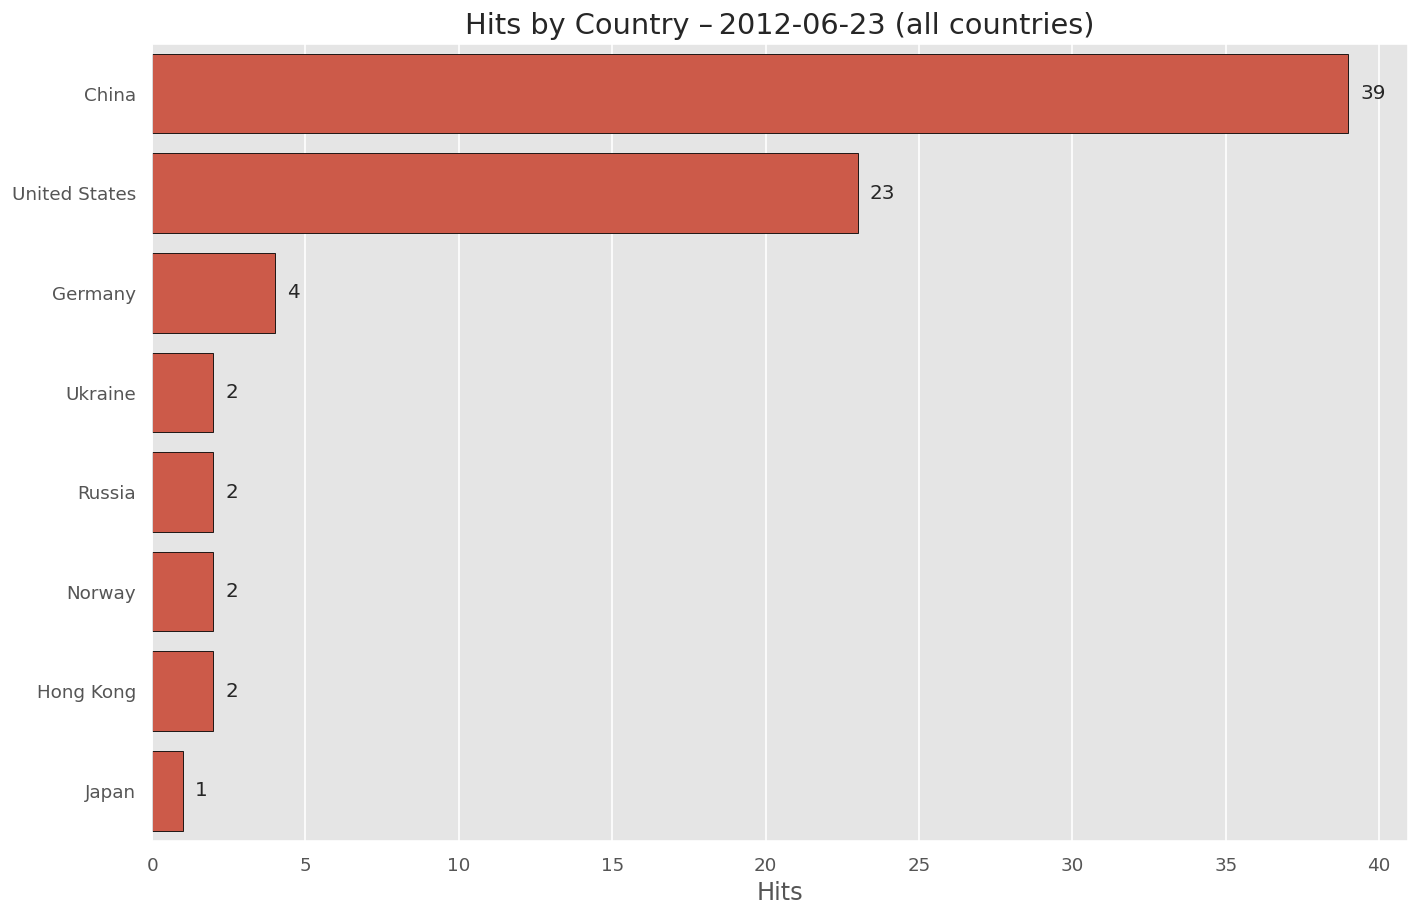 Hits by Country – 2012-06-23 (all countries)
China 39
United States 23
Germany 4
Ukraine 2
Russia 2
Norway 2
Hong Kong 2
Japan 1
0 5 10 15 20 25 30 35 40
Hits